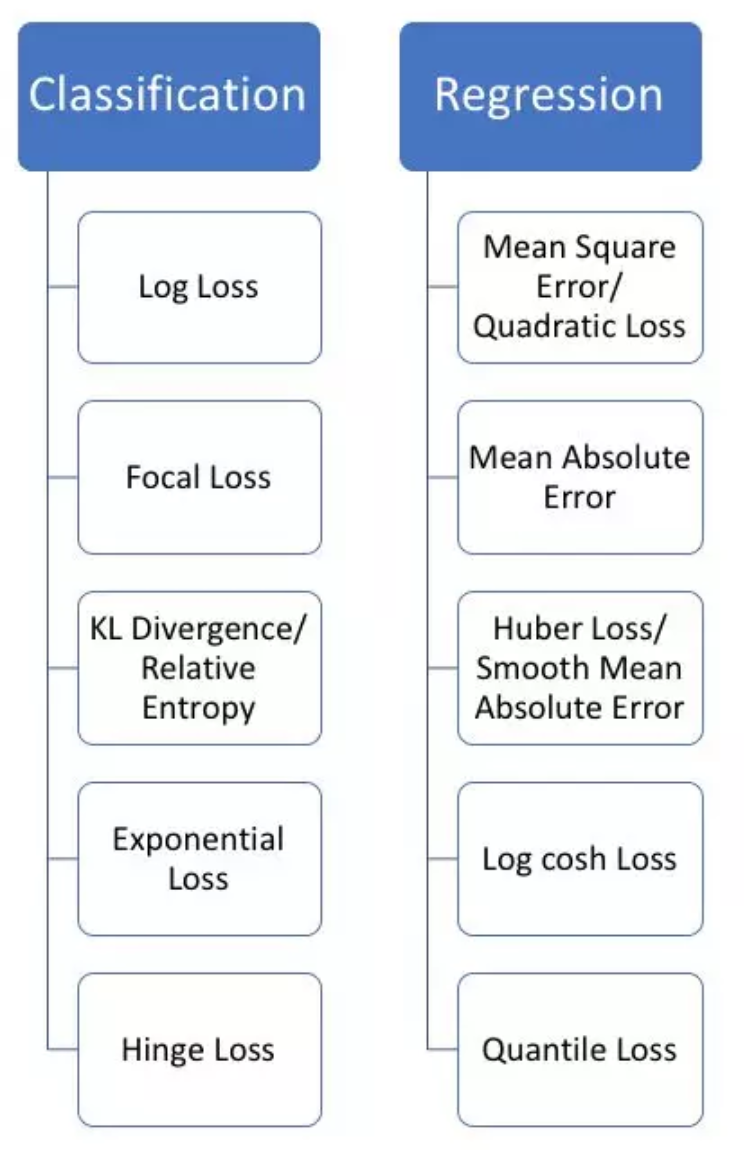 Classification
Log Loss
Focal Loss
KL Divergence/
Relative
Entropy
Exponential
Loss
Hinge Loss
Regression
Mean Square
Error/
Quadratic Loss
Mean Absolute
Error
Huber Loss/
Smooth Mean
Absolute Error
Log cosh Loss
Quantile Loss